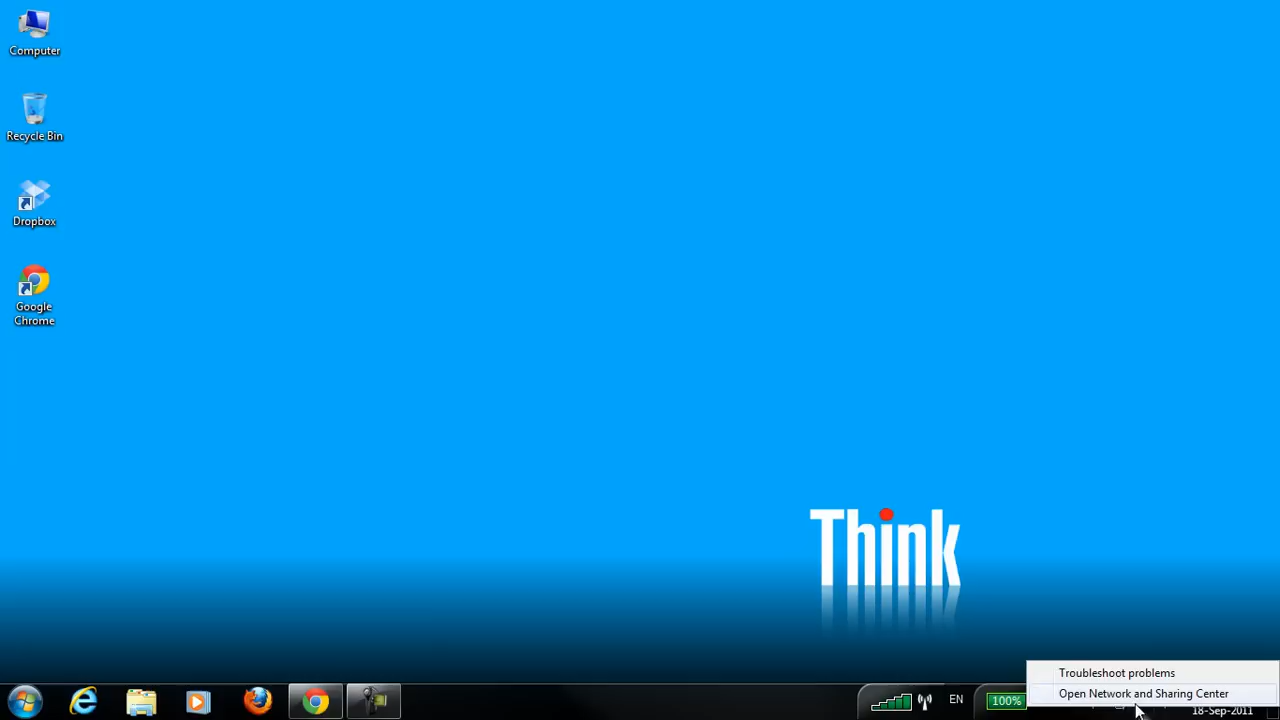 Computer
Recycle Bin
Dropbox
Google
Chrome
Think
Troubleshoot problems
Open Network and Sharing Center
EN
100%
18-Sep-2011